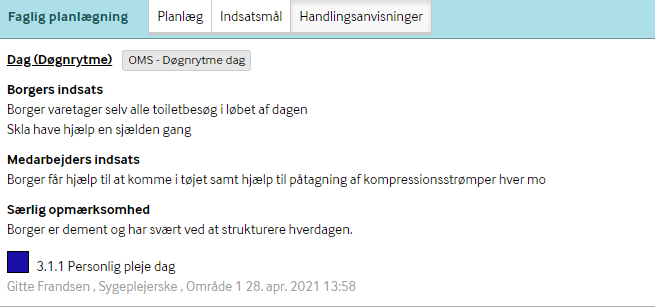 Faglig planlægning Planlæg Indsatsmål Handlingsanvisninger
Dag (Døgnrytme) OMS - Døgnrytme dag
Borgers indsats
Borger varetager selv alle toiletbesøg i løbet af dagen
Skla have hjælp en sjælden gang
Medarbejders indsats
Borger får hjælp til at komme i tøjet samt hjælp til påtagning af kompressionsstrømper hver mo
Særlig opmærksomhed
Borger er dement og har svært ved at strukturere hverdagen.
3.1.1 Personlig pleje dag
Gitte Frandsen , Sygeplejerske , Område 1 28. apr. 2021 13:58